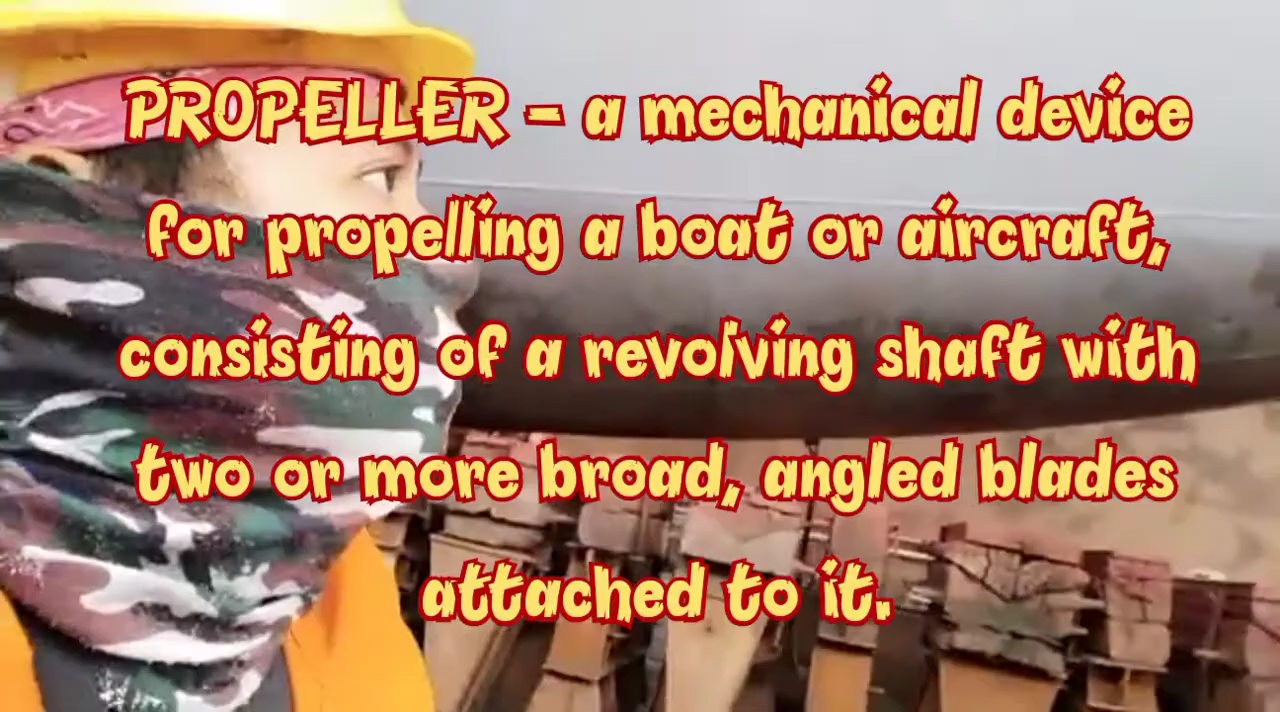 PROPELLER - a mechanical device
for propelling a boat or aircraft,
consisting of a revolving shaft with
two or more broad, angled blades
attached to it.